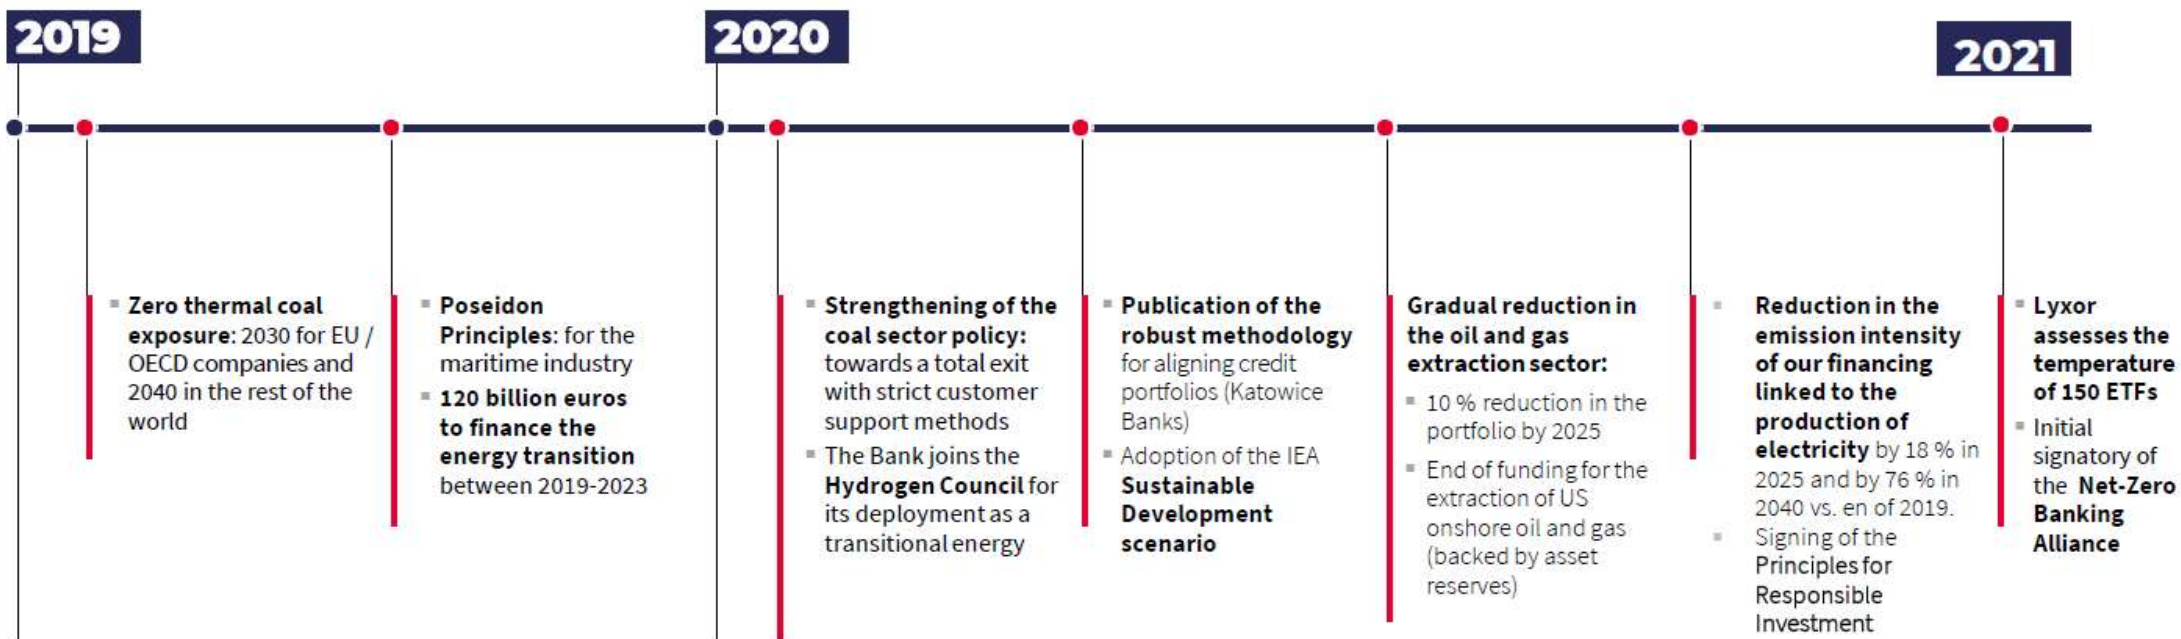 2019
2020
2021
▪ Zero thermal coal
exposure: 2030 for EU /
OECD companies and
2040 in the rest of the
world
▪ Poseidon
Principles: for the
maritime industry
▪ 120 billion euros
to finance the
energy transition
between 2019-2023
▪ Strengthening of the
coal sector policy:
towards a total exit
with strict customer
support methods
▪ The Bank joins the
Hydrogen Council for
its deployment as a
transitional energy
▪ Publication of the
robust methodology
for aligning credit
portfolios (Katowice
Banks)
▪ Adoption of the IEA
Sustainable
Development
scenario
Gradual reduction in
the oil and gas
extraction sector:
▪ 10 % reduction in the
portfolio by 2025
▪ End of funding for the
extraction of US
onshore oil and gas
(backed by asset
reserves)
▪ Reduction in the
emission intensity
of our financing
linked to the
production of
electricity by 18 % in
2025 and by 76 % in
2040 vs. en of 2019.
▪ Signing of the
Principles for
Responsible
Investment
▪ Lyxor
assesses the
temperature
of 150 ETFs
▪ Initial
signatory of
the Net-Zero
Banking
Alliance